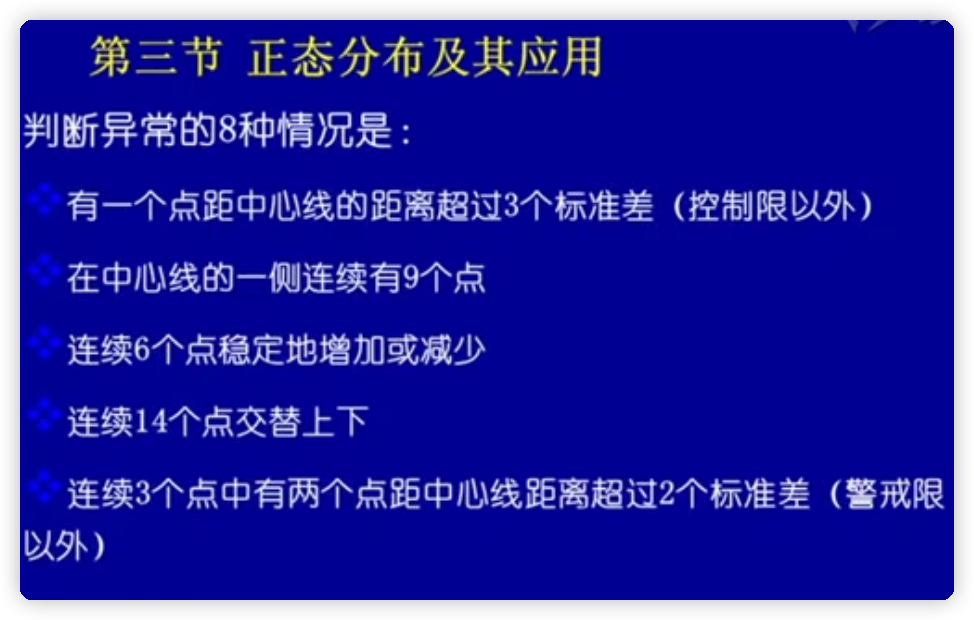 第三节 正态分布及其应用
判断异常的8种情况是：
有一个点距中心线的距离超过3个标准差（控制限以外）
在中心线的一侧连续有9个点
连续6个点稳定地增加或减少
连续14个点交替上下
连续3个点中有两个点距中心线距离超过2个标准差（警戒限
以外）